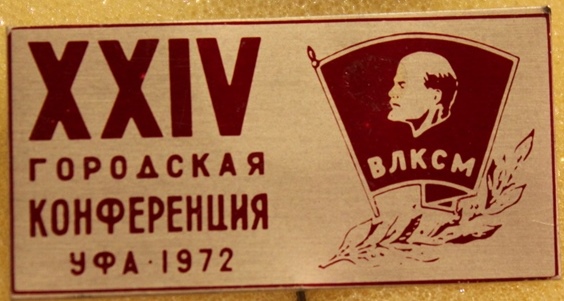 XXIV
ГОРОДСКАЯ
КОНФЕРЕНЦИЯ
УФА·1972
ВЛКСМ